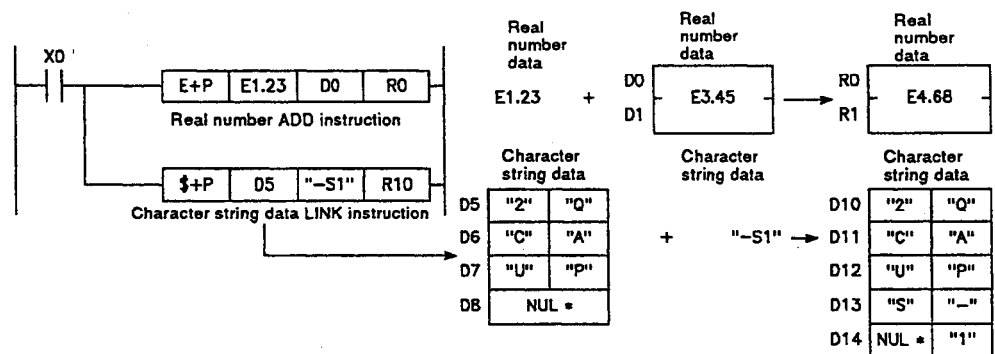 X0
E+P E1.23 D0 R0
Real number ADD instruction
$+P D5 "-S1" R10
Character string data LINK instruction
Real
number
data
Real
number
data
Real
number
data
E1.23 + D0 D1 E3.45 R0 R1 E4.68
Character
string data
Character
string data
Character
string data
D5 "2" "Q"
D6 "C" "A"
D7 "U" "P"
D8 NUL *
+ "-S1"
D10 "2" "Q"
D11 "C" "A"
D12 "U" "P"
D13 "S" "-"
D14 NUL * "1"